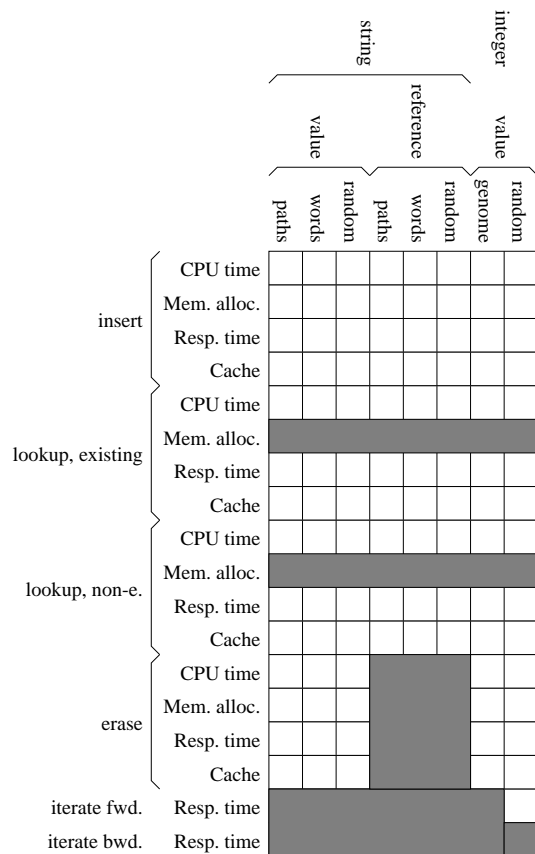 string integer
value reference value
paths words random paths words random genome random
CPU time
Mem. alloc.
insert
Resp. time
Cache
CPU time
Mem. alloc.
lookup, existing
Resp. time
Cache
CPU time
Mem. alloc.
lookup, non-e.
Resp. time
Cache
CPU time
Mem. alloc.
erase
Resp. time
Cache
iterate fwd. Resp. time
iterate bwd. Resp. time